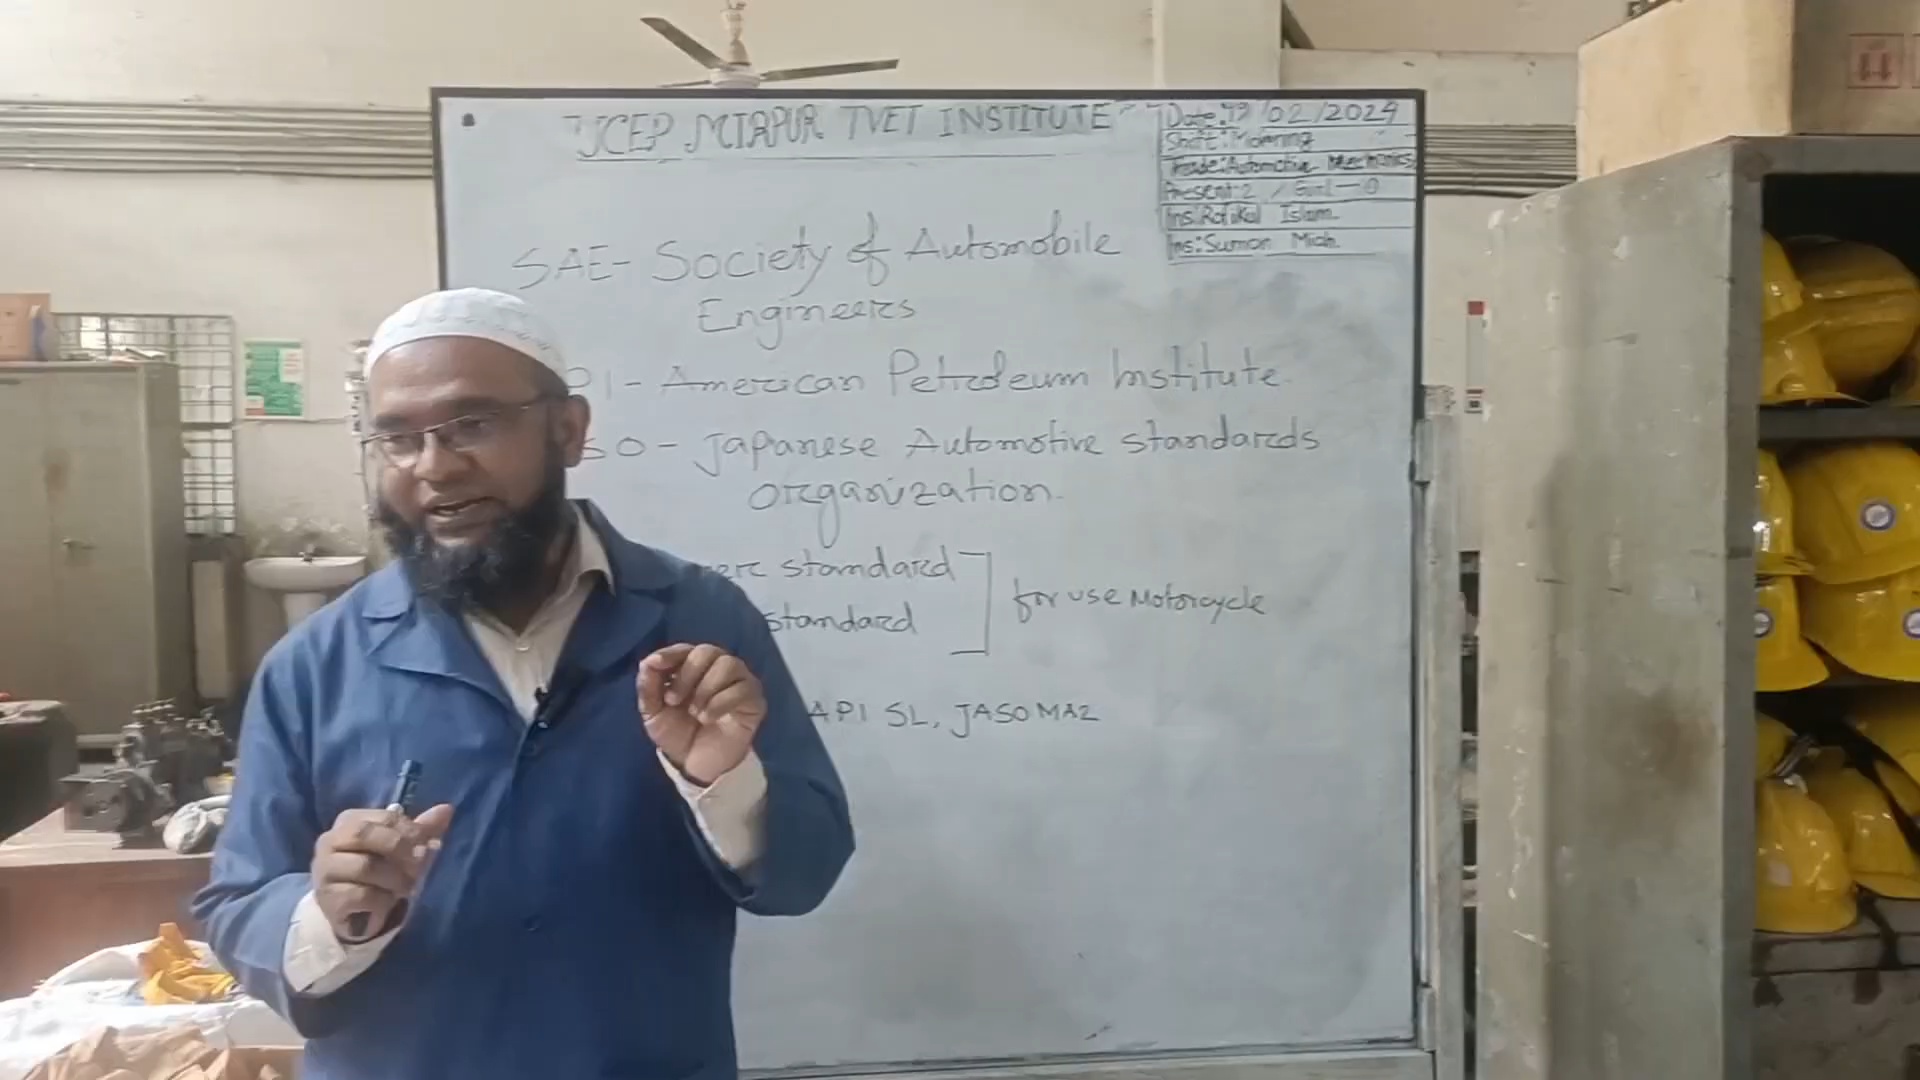 UCEP MIRPUR TVET INSTITUTE
Date: 19/02/2024
Shift: Morning
Trade: Automotive Mechanics
Present: 2 / Girl — 0
Ins: Rafikul Islam.
Ins: Sumon Miah.
SAE- Society of Automobile
Engineers
PI - American Petroleum Institute
SO - Japanese Automotive standards
organization.
standard
standard
for use Motorcycle
API SL, JASO MA2